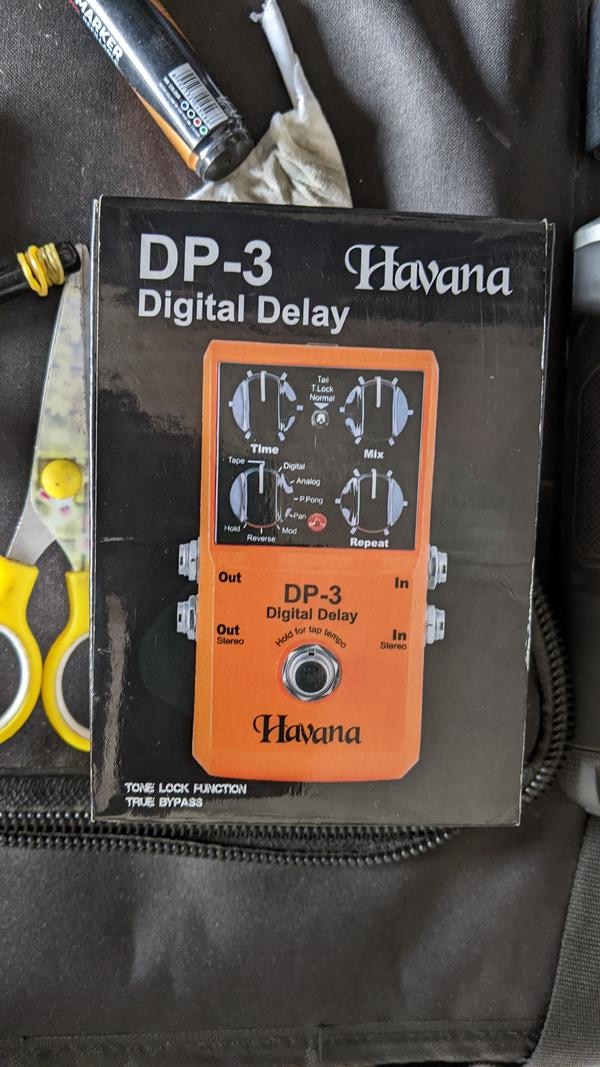 MARKER
DP-3
Havana
Digital Delay
Tail
T.Lock
Normal
Time
Mix
Tape
Digital
Analog
P.Pong
Pan
Mod
Reverse
Hold
Repeat
Out
In
DP-3
Digital Delay
Out
Stereo
In
Stereo
Hold for tap tempo
Havana
TONE LOCK FUNCTION
TRUE BYPASS